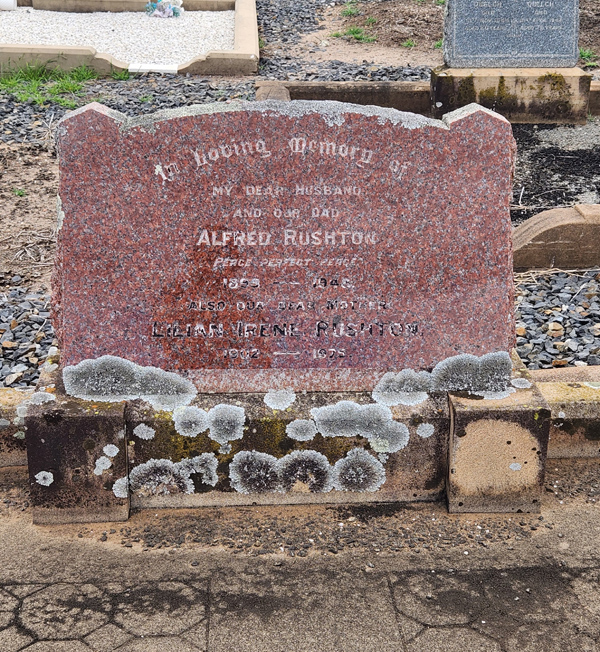 In Loving Memory of
MY DEAR HUSBAND
AND OUR DAD
ALFRED RUSHTON
"PEACE PERFECT PEACE"
ALSO OUR DEAR MOTHER
LILIAN IRENE RUSHTON